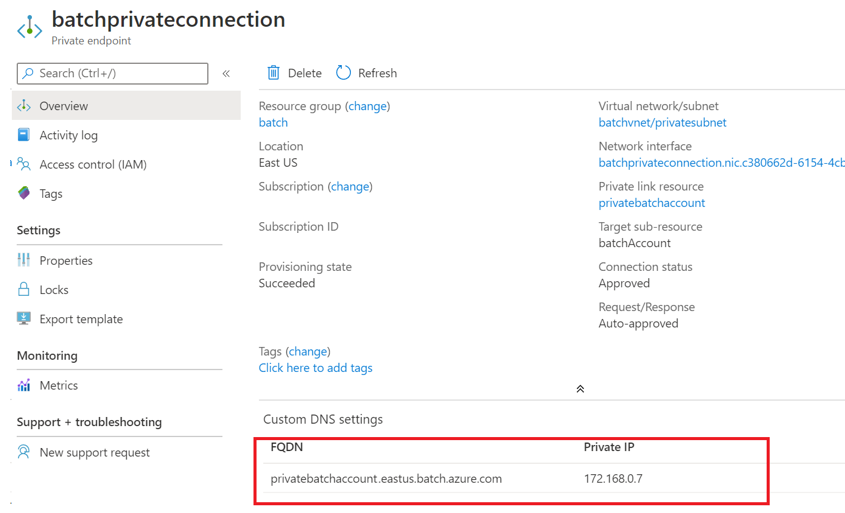 batchprivateconnection
Private endpoint
Search (Ctrl+/)
«
Delete
Refresh
Overview
Activity log
Access control (IAM)
Tags
Settings
Properties
Locks
Export template
Monitoring
Metrics
Support + troubleshooting
New support request
Resource group (change)
batch
Location
East US
Subscription (change)
Subscription ID
Provisioning state
Succeeded
Tags (change)
Click here to add tags
Virtual network/subnet
batchvnet/privatesubnet
Network interface
batchprivateconnection.nic.c380662d-6154-4cb
Private link resource
privatebatchaccount
Target sub-resource
batchAccount
Connection status
Approved
Request/Response
Auto-approved
Custom DNS settings
FQDN Private IP
privatebatchaccount.eastus.batch.azure.com 172.168.0.7